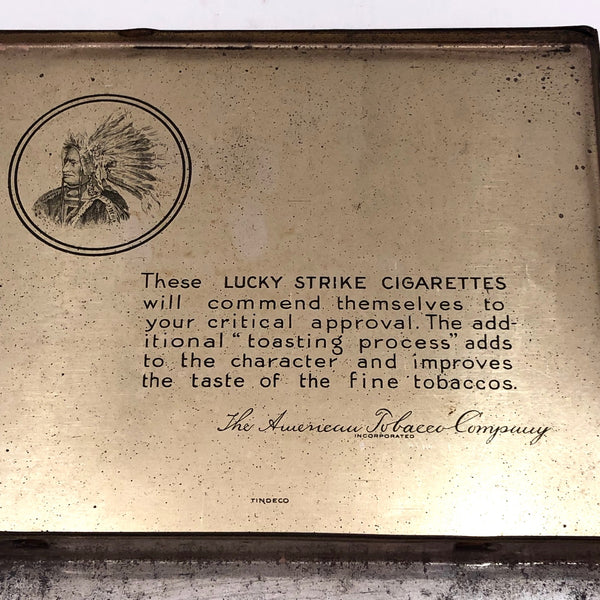 These LUCKY STRIKE CIGARETTES
will commend themselves to
your critical approval. The add-
itional "toasting process" adds
to the character and improves
the taste of the fine tobaccos.
The American Tobacco Company
INCORPORATED
TINDECO